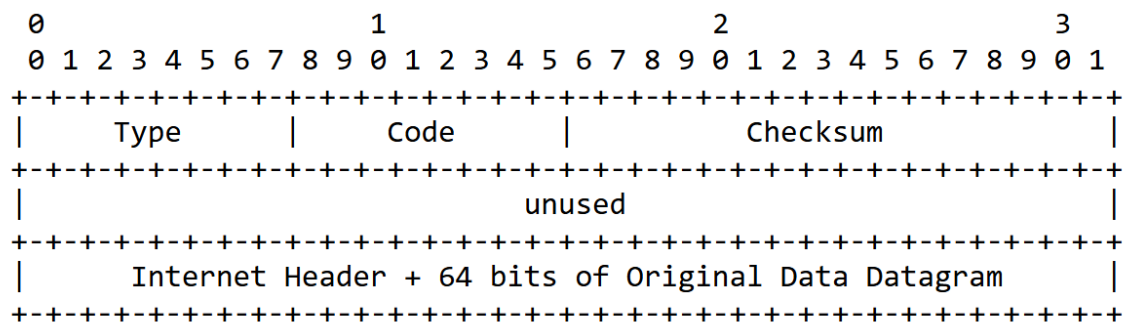 0                   1                   2                   3
0 1 2 3 4 5 6 7 8 9 0 1 2 3 4 5 6 7 8 9 0 1 2 3 4 5 6 7 8 9 0 1
+-+-+-+-+-+-+-+-+-+-+-+-+-+-+-+-+-+-+-+-+-+-+-+-+-+-+-+-+-+-+-+-+
|     Type      |     Code      |          Checksum             |
+-+-+-+-+-+-+-+-+-+-+-+-+-+-+-+-+-+-+-+-+-+-+-+-+-+-+-+-+-+-+-+-+
|                             unused                            |
+-+-+-+-+-+-+-+-+-+-+-+-+-+-+-+-+-+-+-+-+-+-+-+-+-+-+-+-+-+-+-+-+
|      Internet Header + 64 bits of Original Data Datagram      |
+-+-+-+-+-+-+-+-+-+-+-+-+-+-+-+-+-+-+-+-+-+-+-+-+-+-+-+-+-+-+-+-+